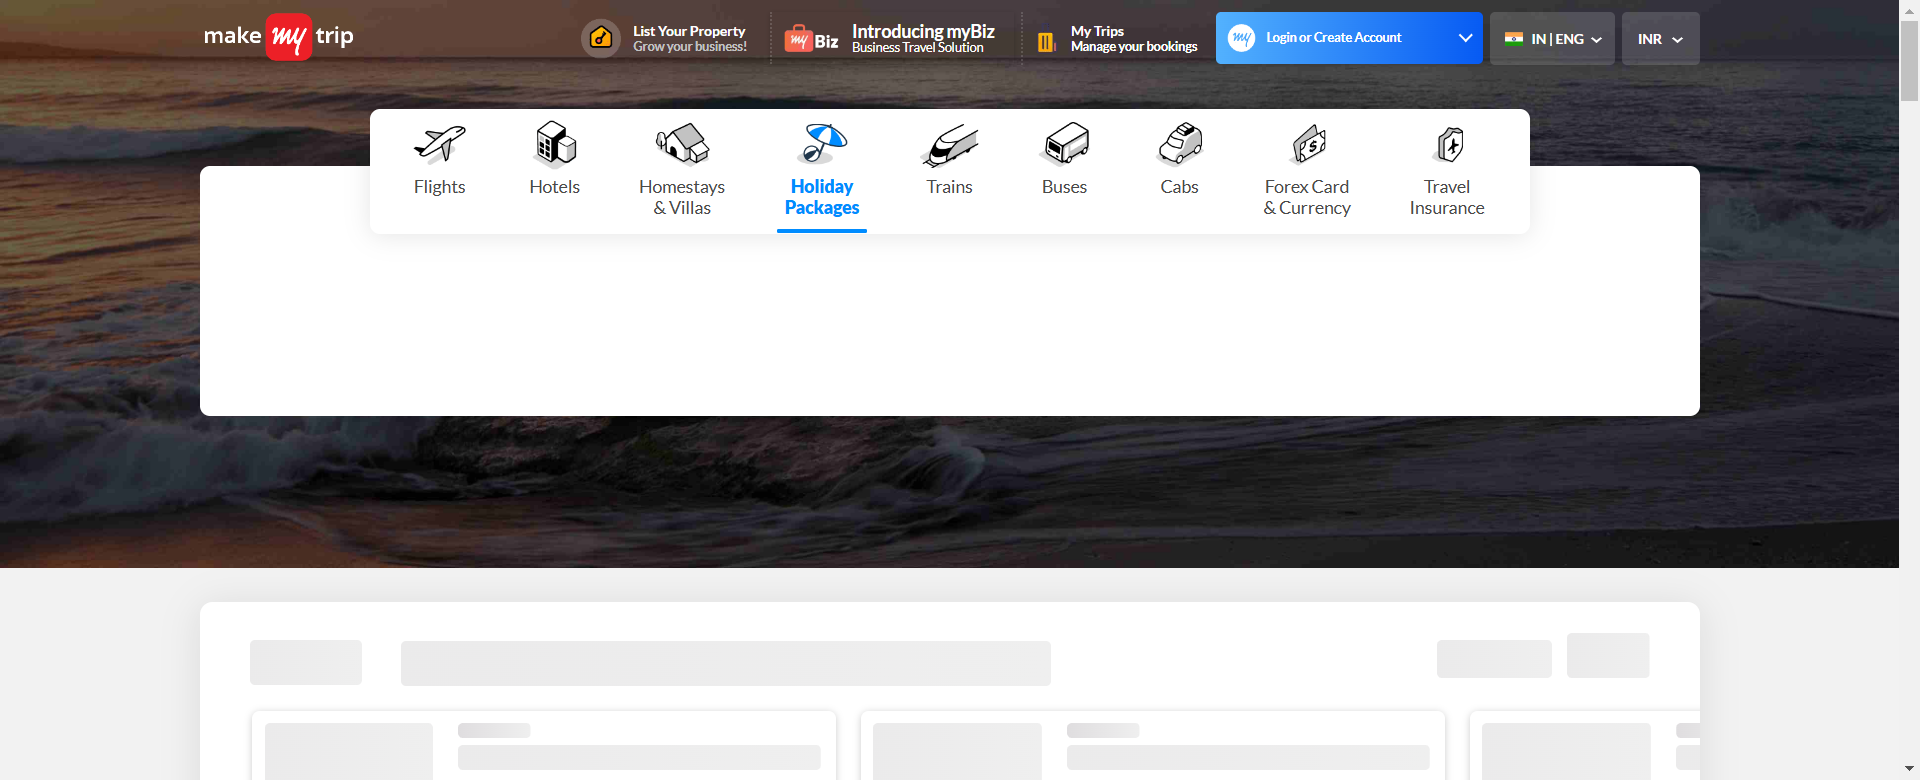 make my trip
List Your Property
Grow your business!
my Biz
Introducing myBiz
Business Travel Solution
My Trips
Manage your bookings
my
Login or Create Account
IN | ENG
INR
Flights
Hotels
Homestays
& Villas
Holiday
Packages
Trains
Buses
Cabs
Forex Card
& Currency
Travel
Insurance